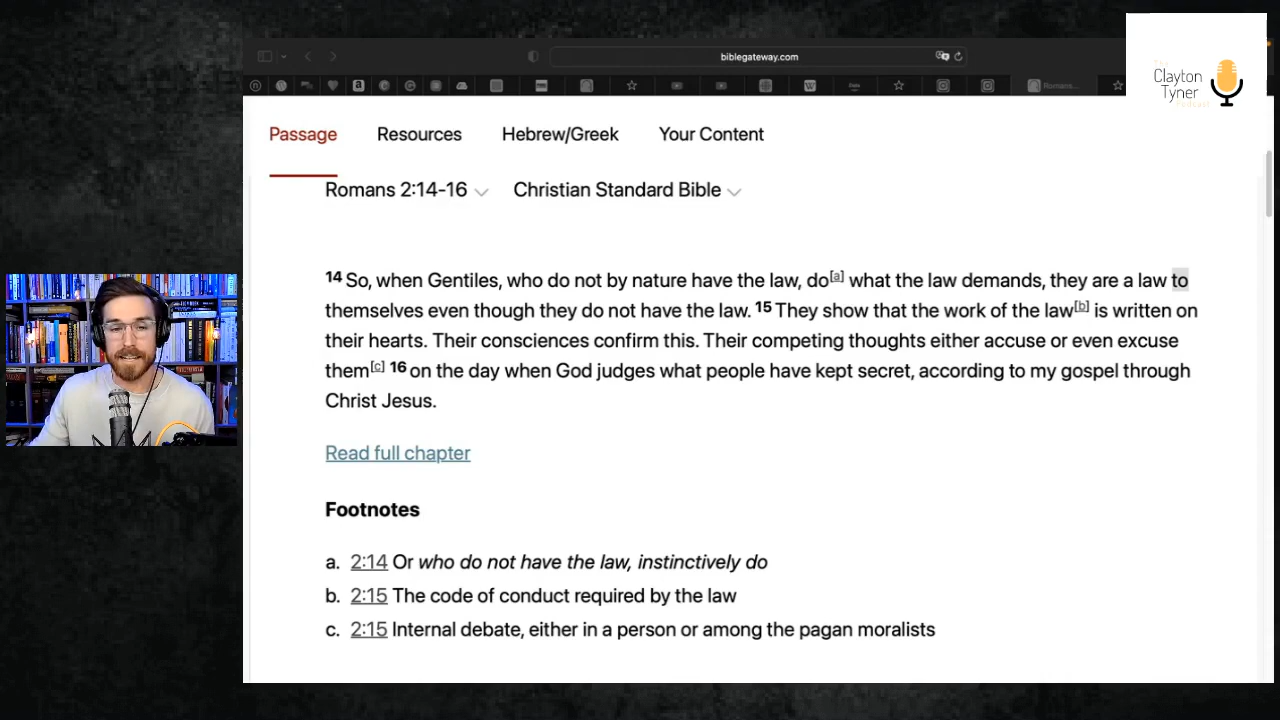 biblegateway.com
Romans...
The
Clayton
Tyner
Podcast
Passage Resources Hebrew/Greek Your Content
Romans 2:14-16 Christian Standard Bible
14 So, when Gentiles, who do not by nature have the law, do[a] what the law demands, they are a law to
themselves even though they do not have the law. 15 They show that the work of the law[b] is written on
their hearts. Their consciences confirm this. Their competing thoughts either accuse or even excuse
them[c] 16 on the day when God judges what people have kept secret, according to my gospel through
Christ Jesus.
Read full chapter
Footnotes
a. 2:14 Or who do not have the law, instinctively do
b. 2:15 The code of conduct required by the law
c. 2:15 Internal debate, either in a person or among the pagan moralists